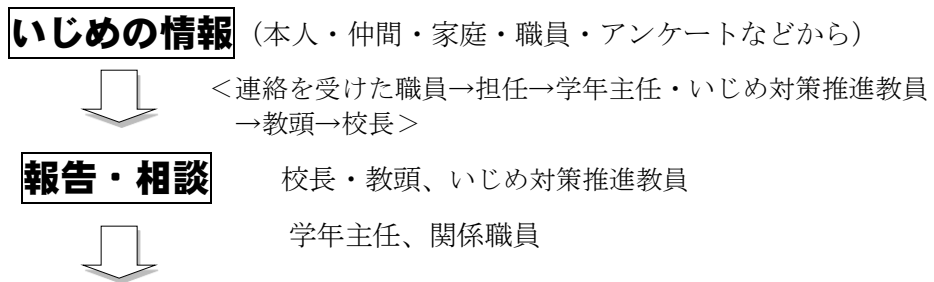 いじめの情報（本人・仲間・家庭・職員・アンケートなどから）
＜連絡を受けた職員→担任→学年主任・いじめ対策推進教員
→教頭→校長＞
報告・相談 校長・教頭、いじめ対策推進教員
学年主任、関係職員